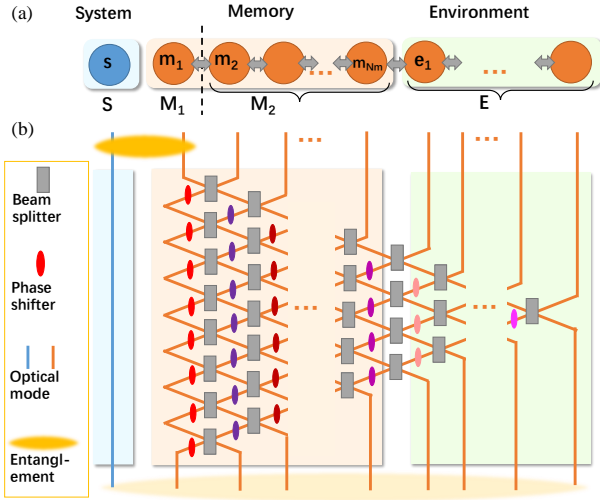 (a)
System
Memory
Environment
s
m1
m2
...
mNm
e1
...
S
M1
M2
E
(b)
...
...
Beam
splitter
Phase
shifter
Optical
mode
Entangl-
ement
...
...